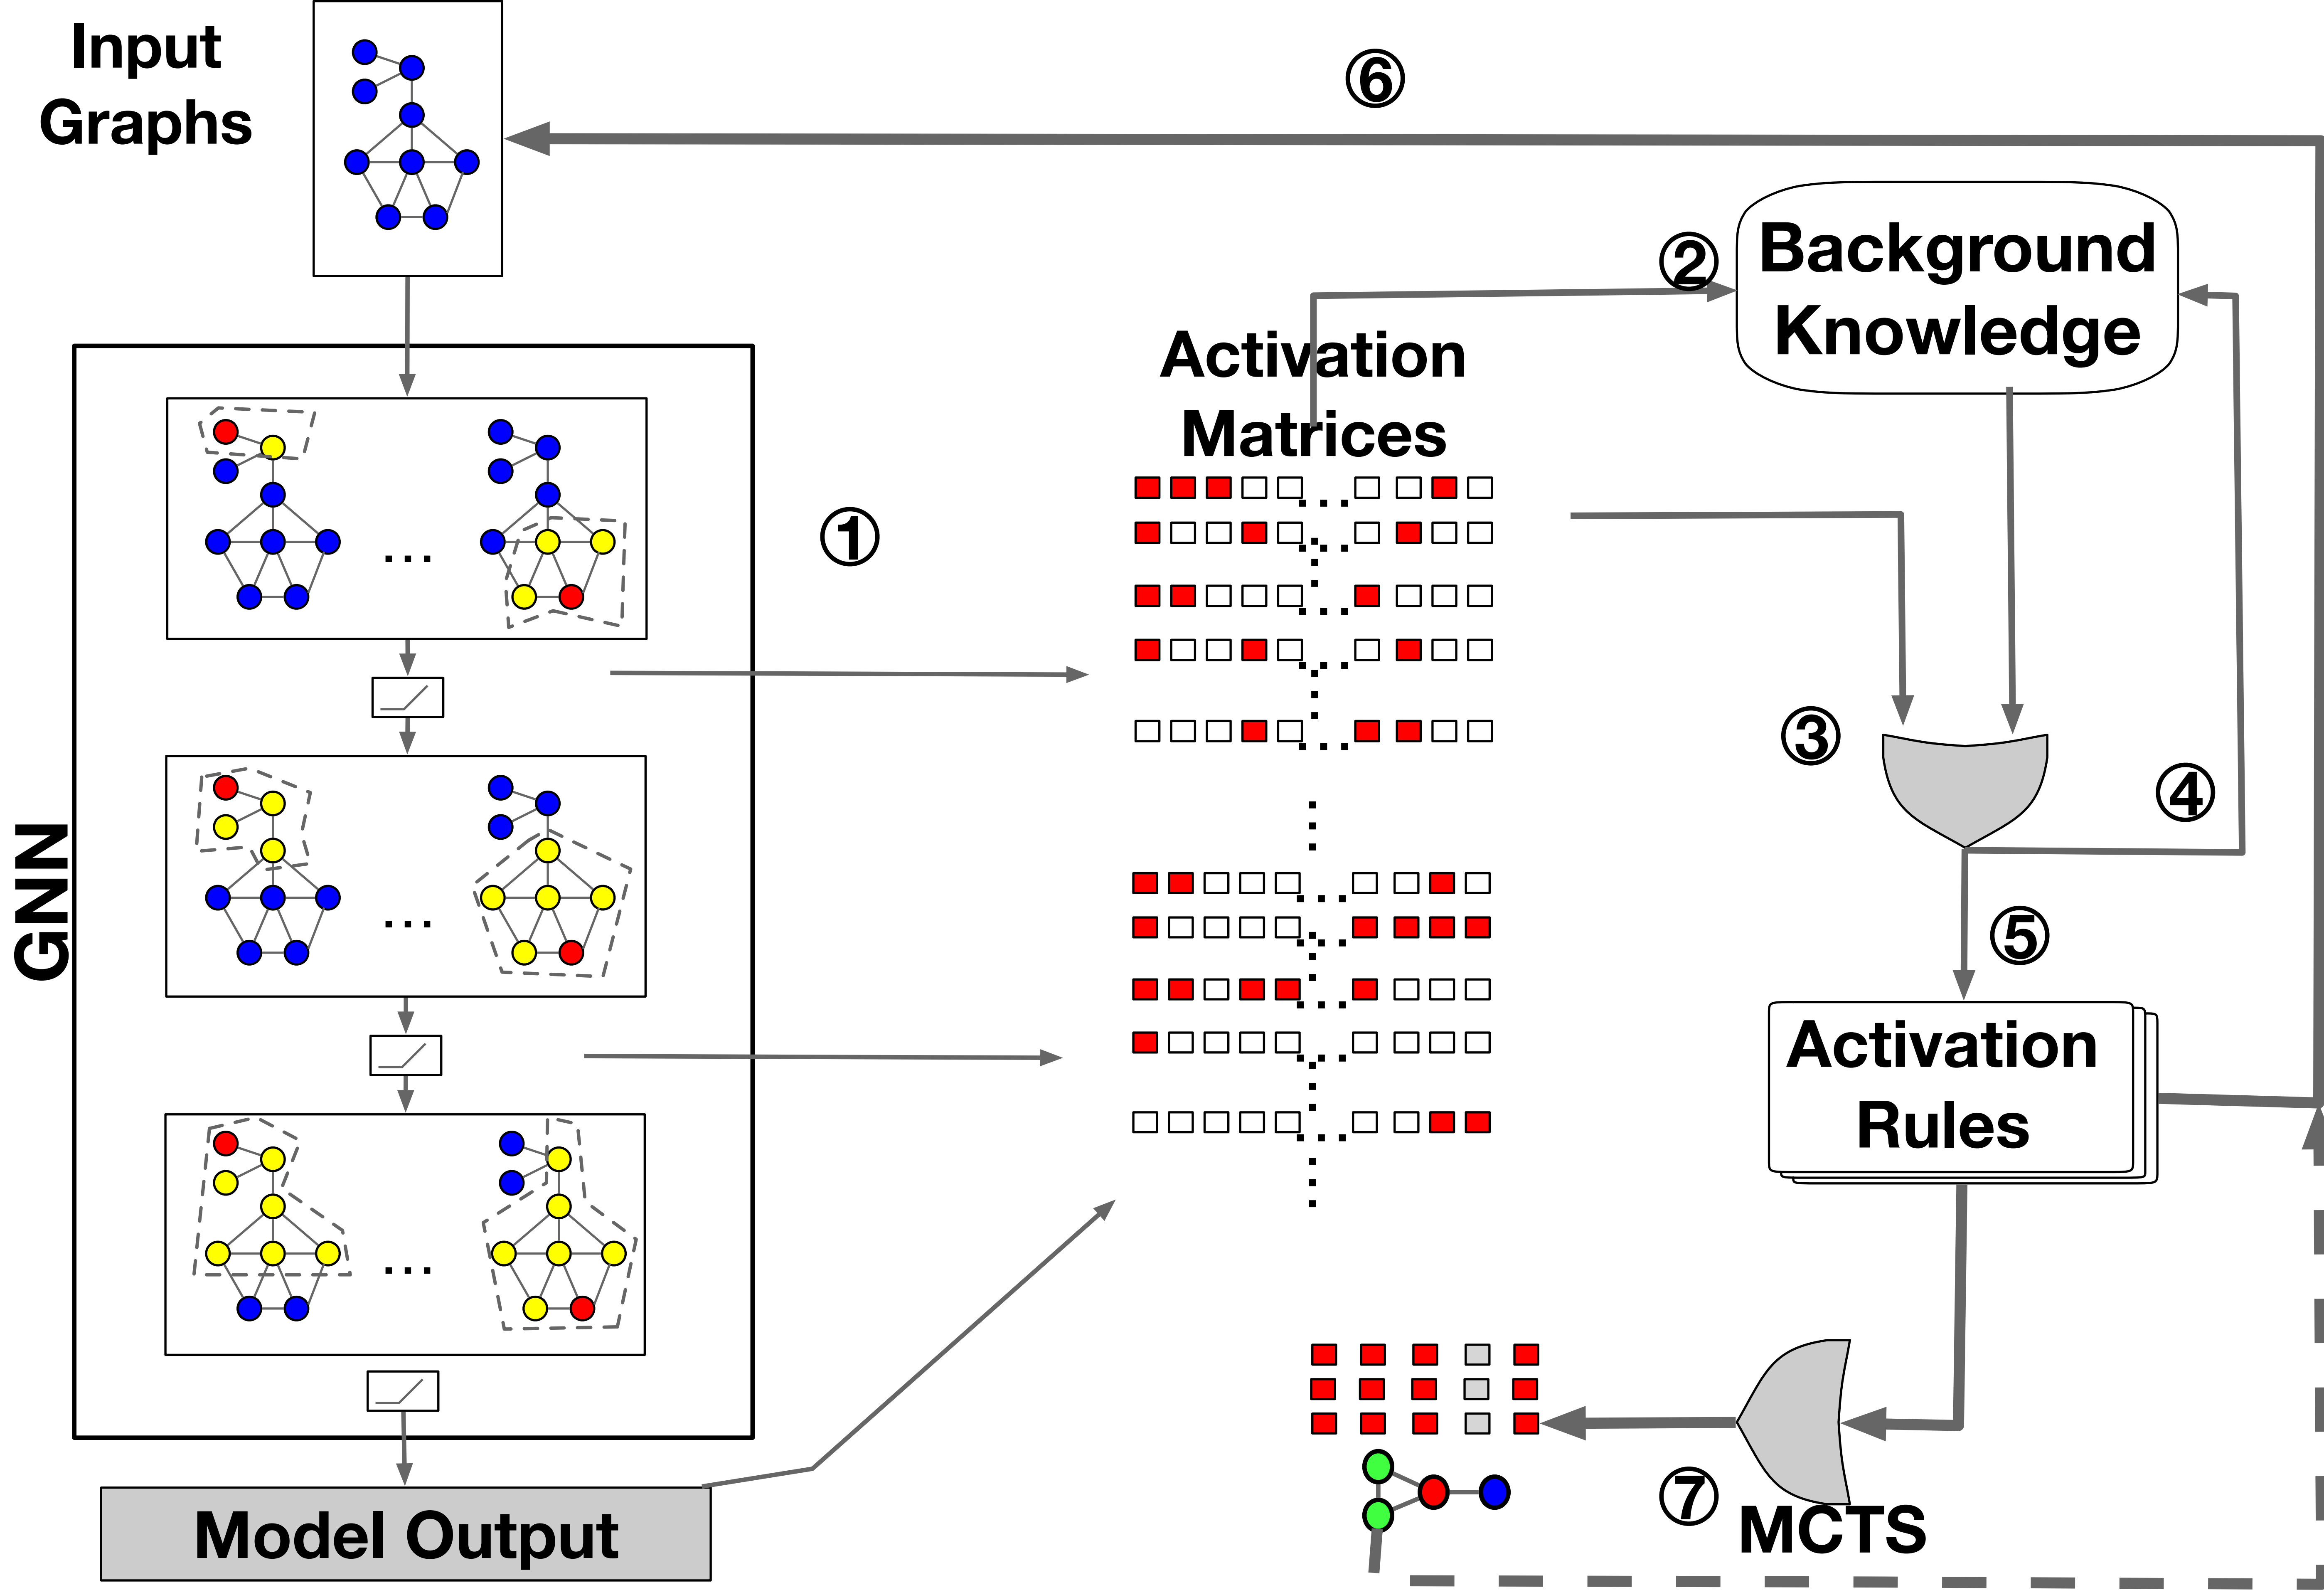 Input
Graphs
⑥
②
Background
Knowledge
Activation
Matrices
①
...
③
④
GNN
...
⑤
Activation
Rules
...
⑦
MCTS
Model Output